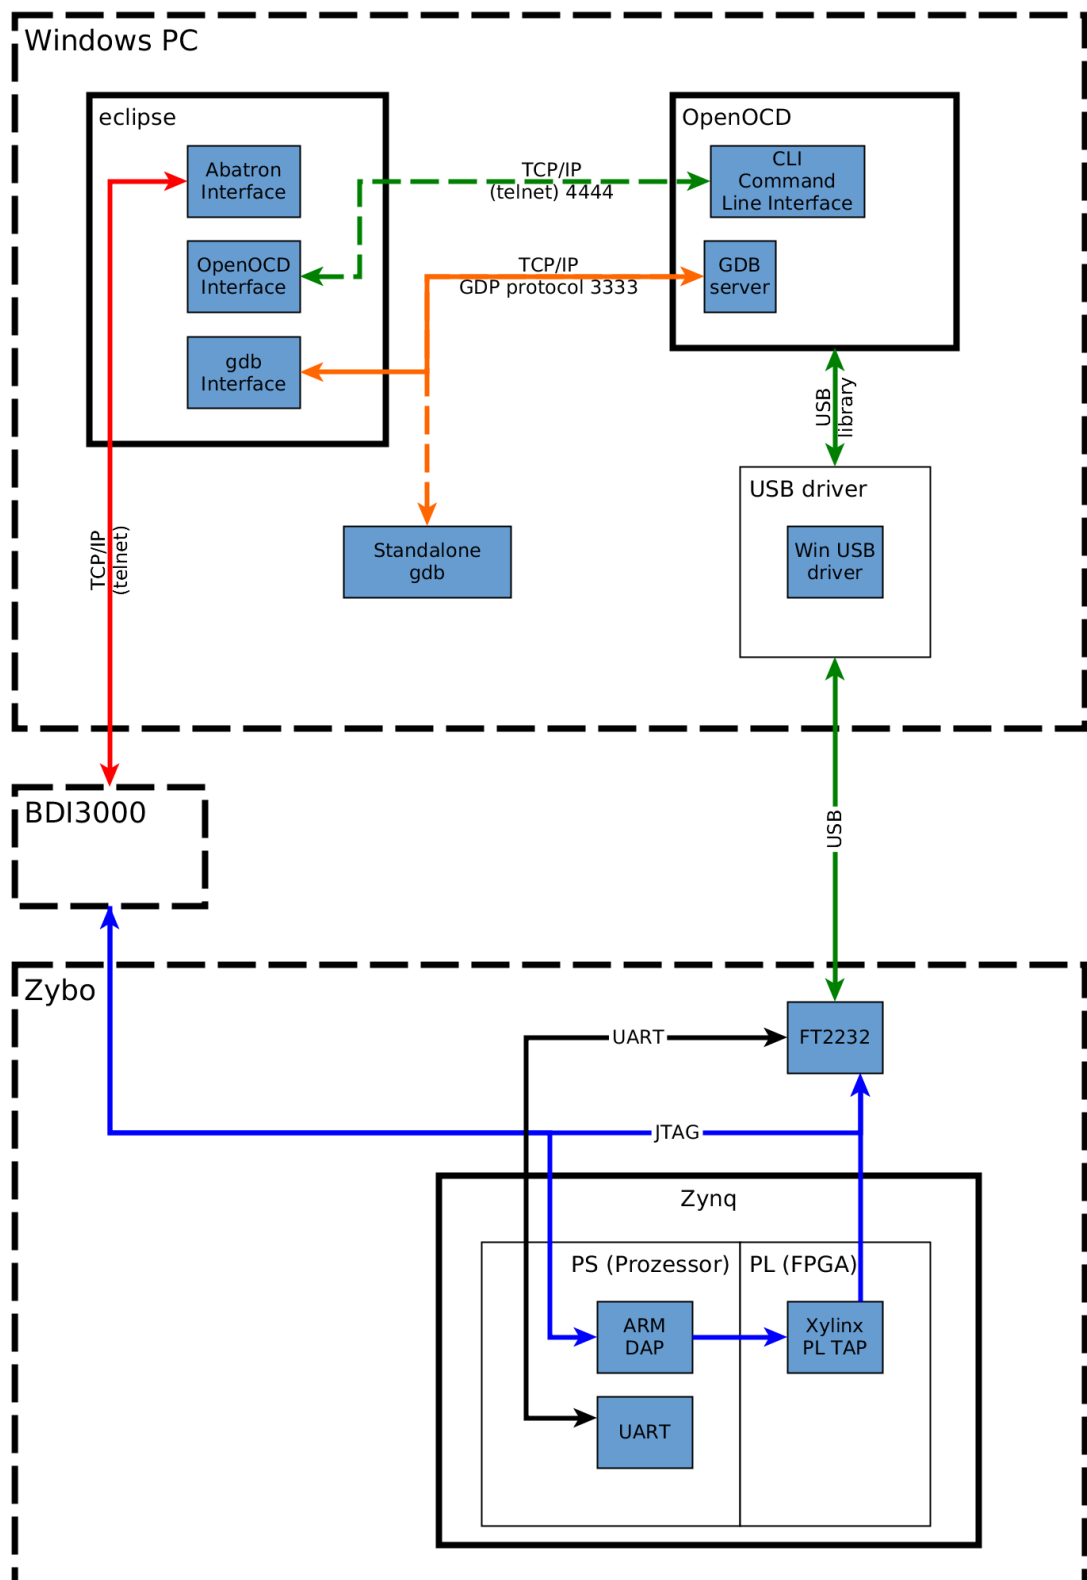 Windows PC
eclipse
Abatron
Interface
OpenOCD
Interface
gdb
Interface
TCP/IP
(telnet) 4444
TCP/IP
GDP protocol 3333
OpenOCD
CLI
Command
Line Interface
GDB
server
USB
library
USB driver
Win USB
driver
Standalone
gdb
TCP/IP
(telnet)
BDI3000
USB
Zybo
FT2232
UART
JTAG
Zynq
PS (Prozessor)
PL (FPGA)
ARM
DAP
Xylinx
PL TAP
UART